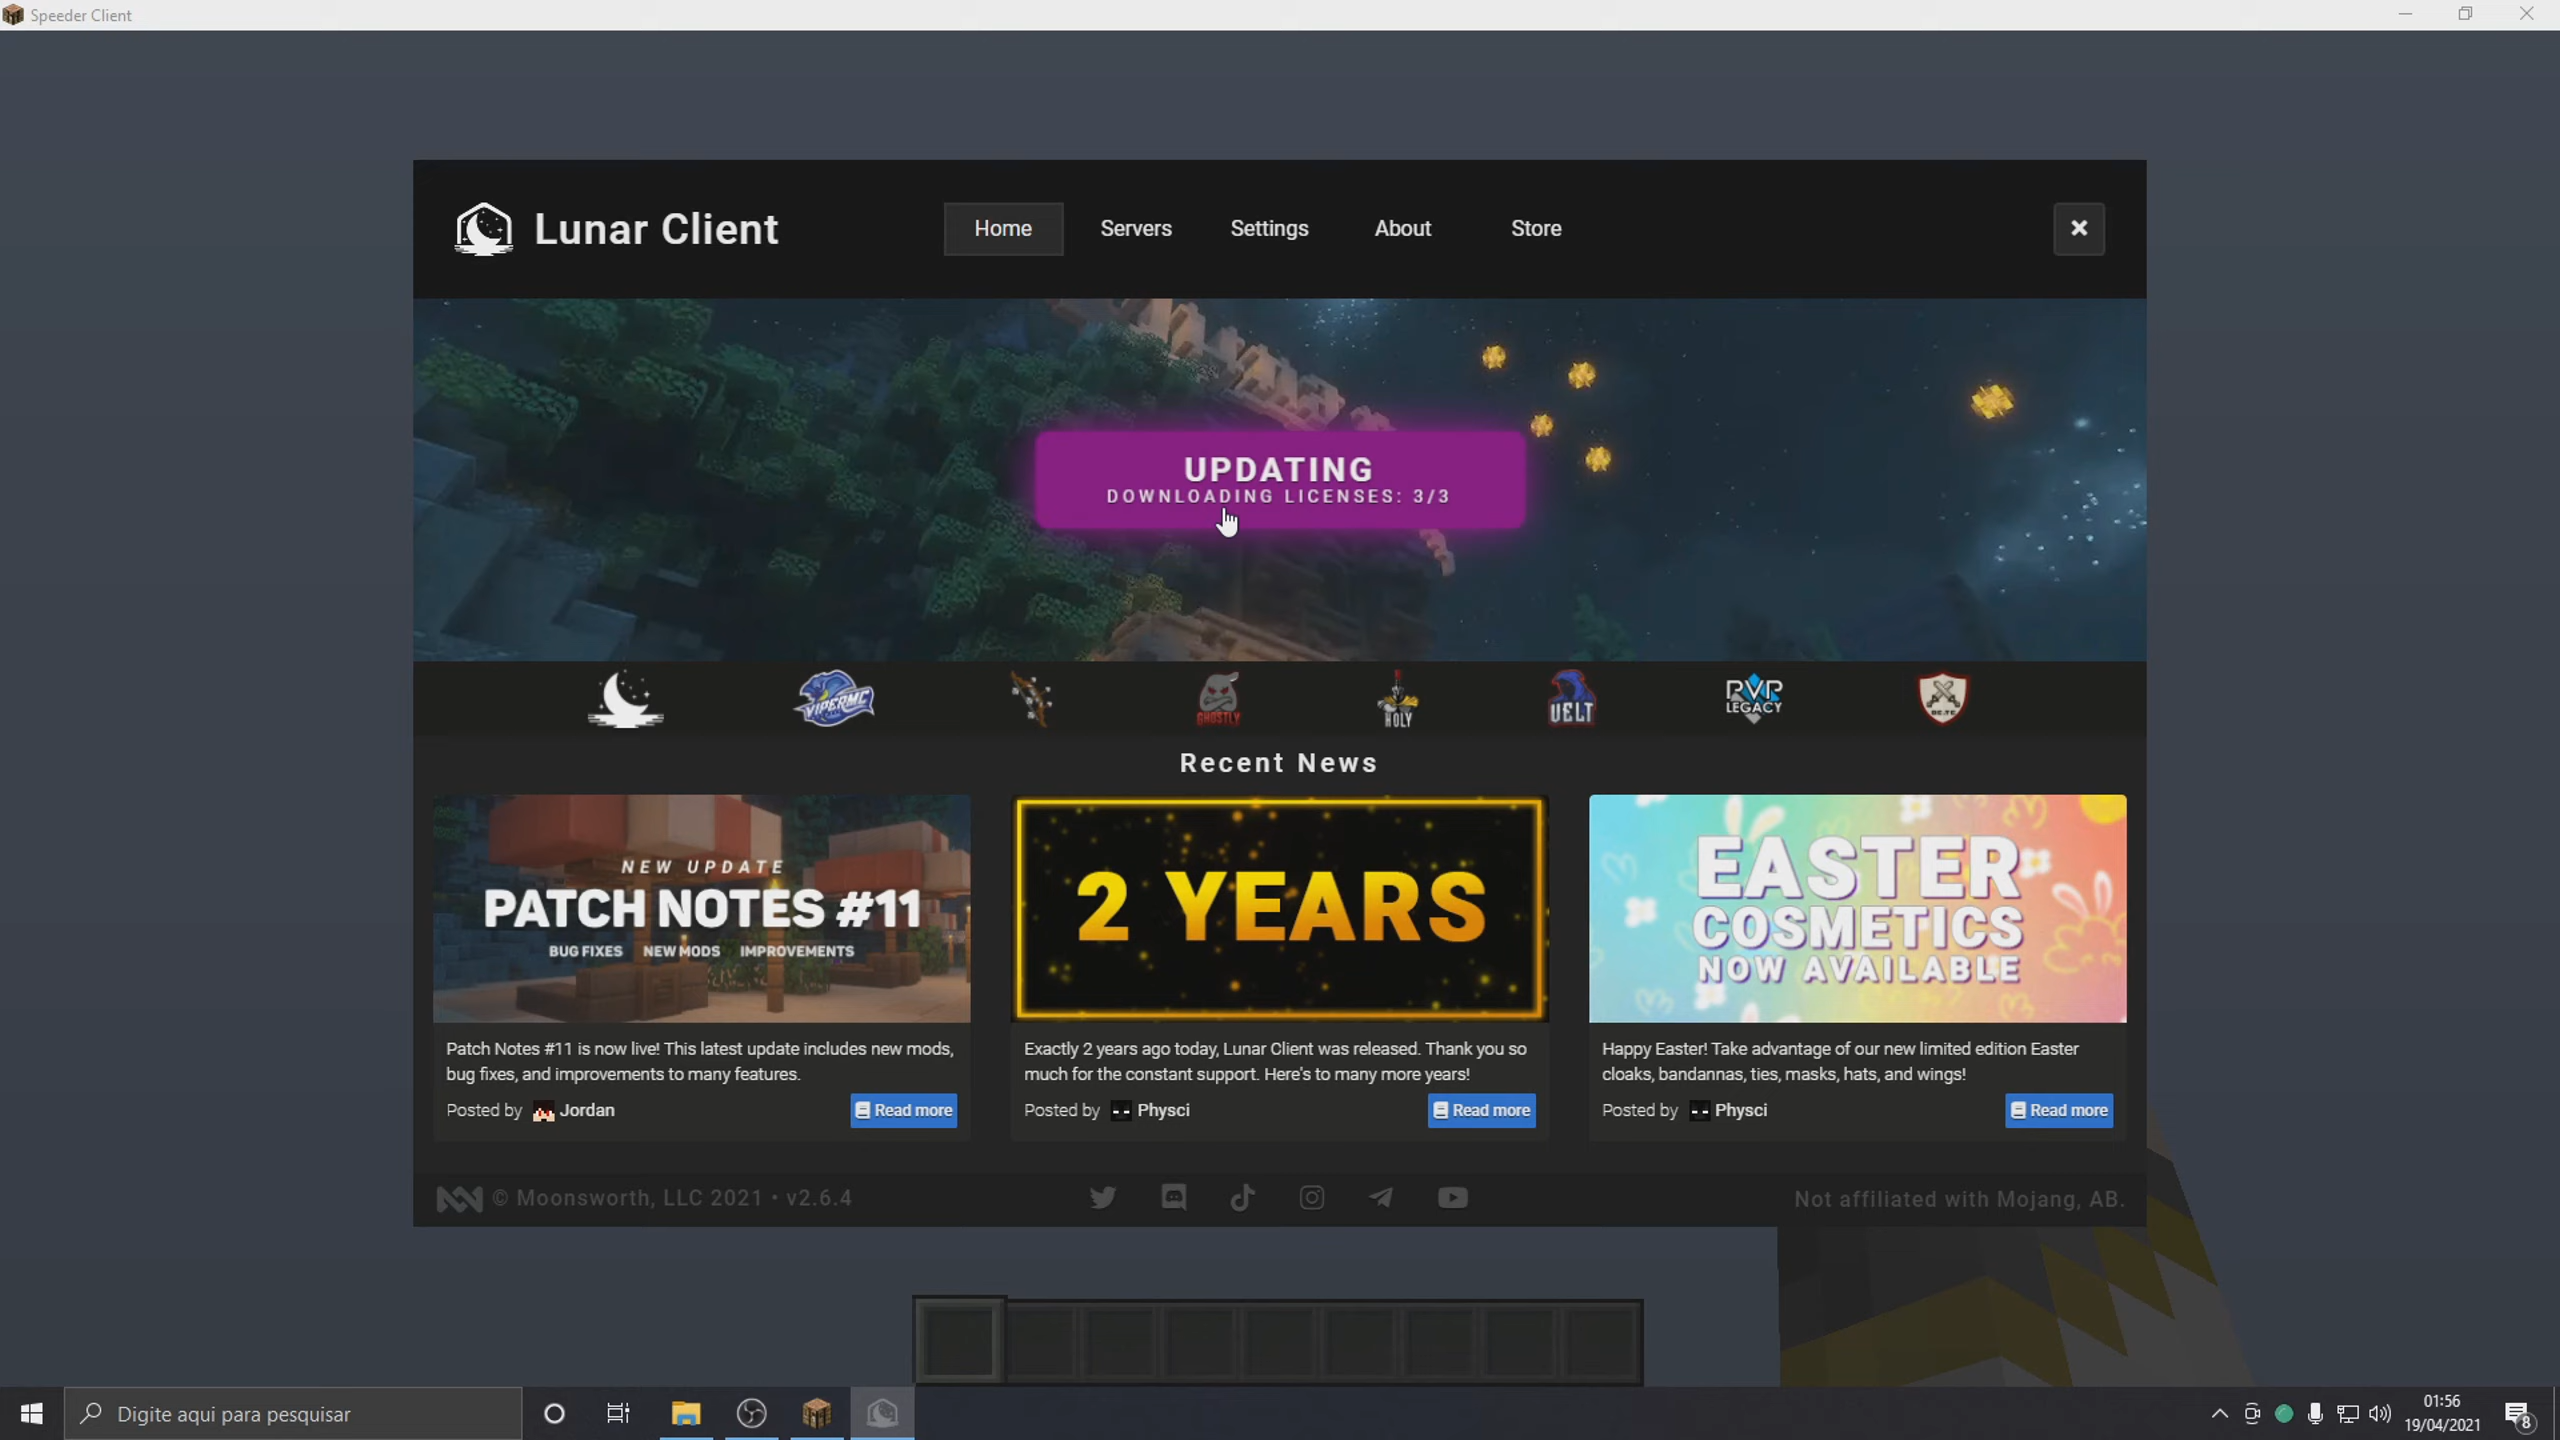 Speeder Client
Lunar Client
Home
Servers
Settings
About
Store
UPDATING
DOWNLOADING LICENSES: 3/3
VIPERMC
GHOSTLY
HOLY
VELT
PVP
LEGACY
Recent News
NEW UPDATE
PATCH NOTES #11
BUG FIXES NEW MODS IMPROVEMENTS
Patch Notes #11 is now live! This latest update includes new mods,
bug fixes, and improvements to many features.
Posted by Jordan
Read more
2 YEARS
Exactly 2 years ago today, Lunar Client was released. Thank you so
much for the constant support. Here's to many more years!
Posted by Physci
Read more
EASTER
COSMETICS
NOW AVAILABLE
Happy Easter! Take advantage of our new limited edition Easter
cloaks, bandannas, ties, masks, hats, and wings!
Posted by Physci
Read more
© Moonsworth, LLC 2021 • v2.6.4
Not affiliated with Mojang, AB.
Digite aqui para pesquisar
01:56
19/04/2021
8